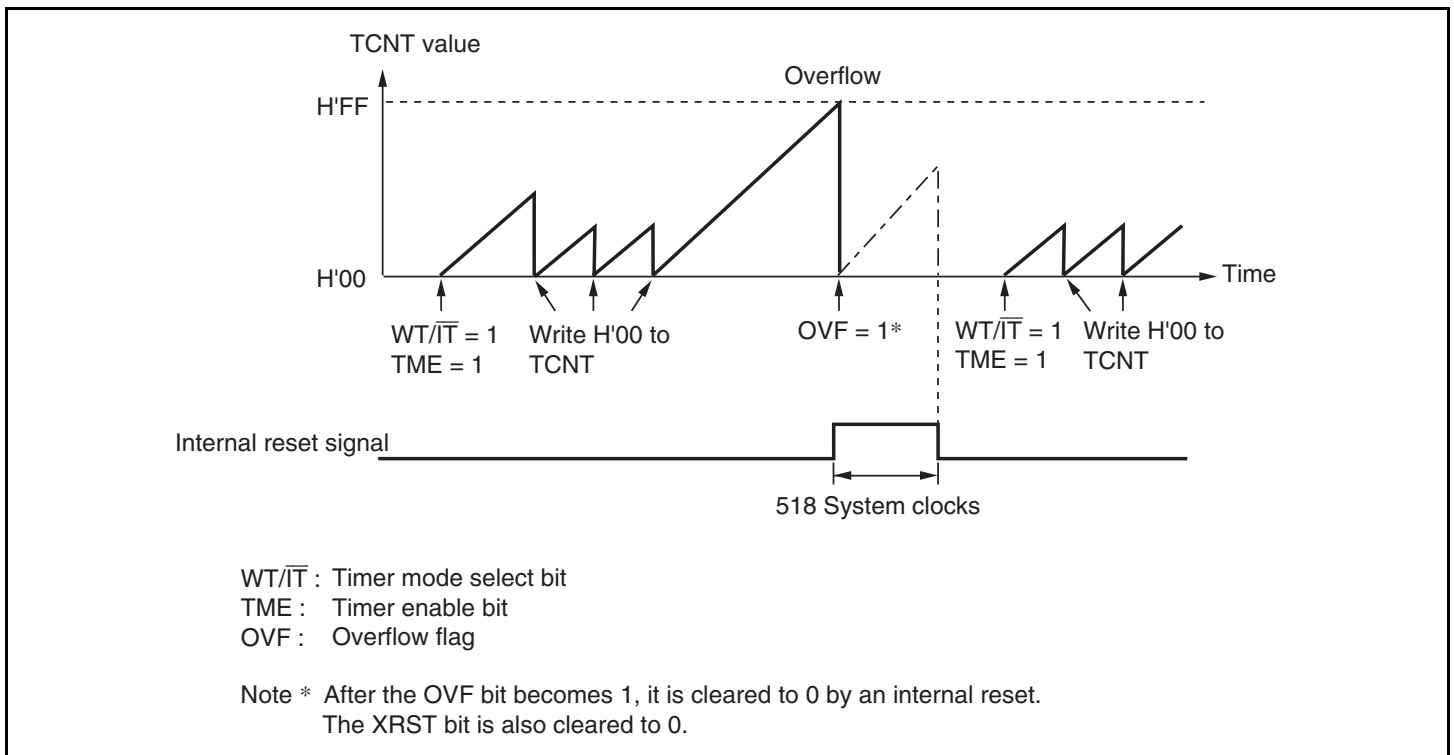 TCNT value
Overflow
H'FF
H'00
Time
WT/I̅T̅ = 1
TME = 1
Write H'00 to
TCNT
OVF = 1*
WT/I̅T̅ = 1
TME = 1
Write H'00 to
TCNT
Internal reset signal
518 System clocks
WT/I̅T̅ : Timer mode select bit
TME : Timer enable bit
OVF : Overflow flag
Note * After the OVF bit becomes 1, it is cleared to 0 by an internal reset.
The XRST bit is also cleared to 0.